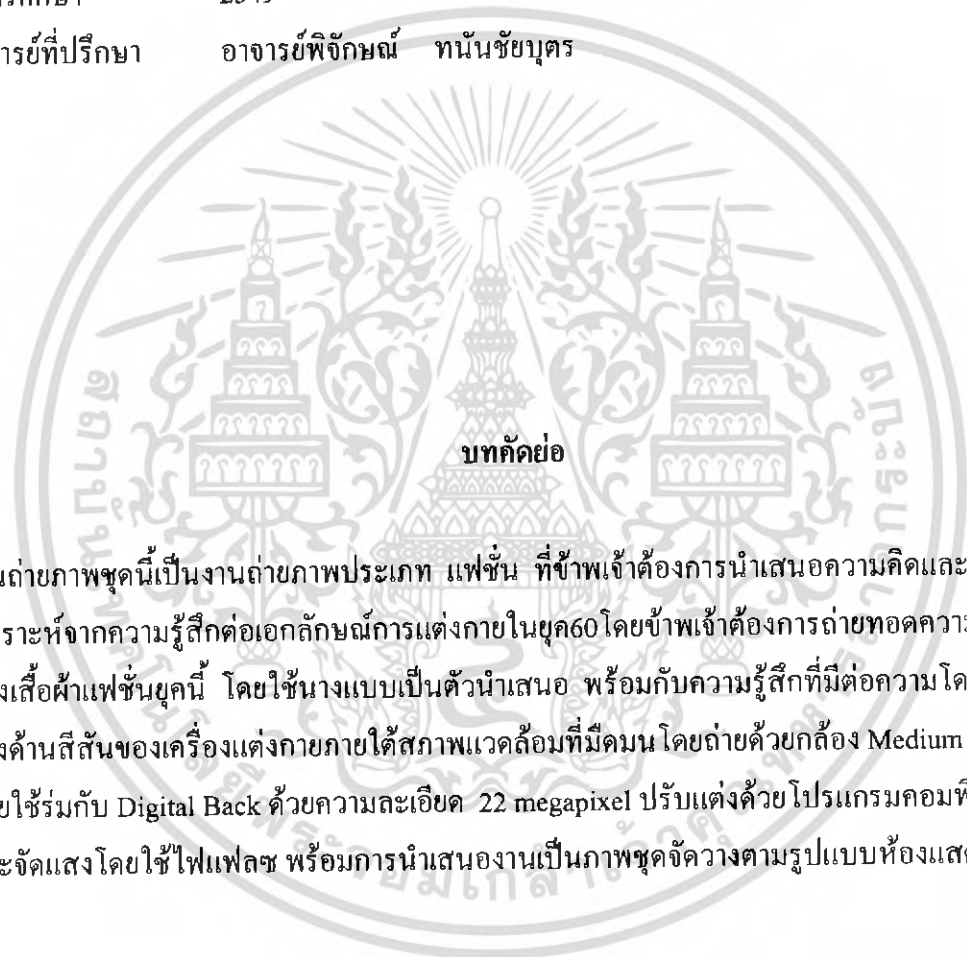 ารย์ที่ปรึกษา อาจารย์พิจักษณ์ ทนันชัยบุตร
บทคัดย่อ
นถ่ายภาพชุดนี้เป็นงานถ่ายภาพประเภท แฟชั่น ที่ข้าพเจ้าต้องการนำเสนอความคิดและ
ราะห์จากความรู้สึกต่อเอกลักษณ์การแต่งกายในยุค60โดยข้าพเจ้าต้องการถ่ายทอดความ
งเสื้อผ้าแฟชั่นยุคนี้ โดยใช้นางแบบเป็นตัวนำเสนอ พร้อมกับความรู้สึกที่มีต่อความโด
งด้านสีสันของเครื่องแต่งกายภายใต้สภาพแวดล้อมที่มืดมนโดยถ่ายด้วยกล้อง Medium
ยใช้ร่มกับ Digital Back ด้วยความละเอียด 22 megapixel ปรับแต่งด้วยโปรแกรมคอมพิ
ะจัดแสงโดยใช้ไฟแฟลช พร้อมการนำเสนองานเป็นภาพชุดจัดวางตามรูปแบบห้องแสด